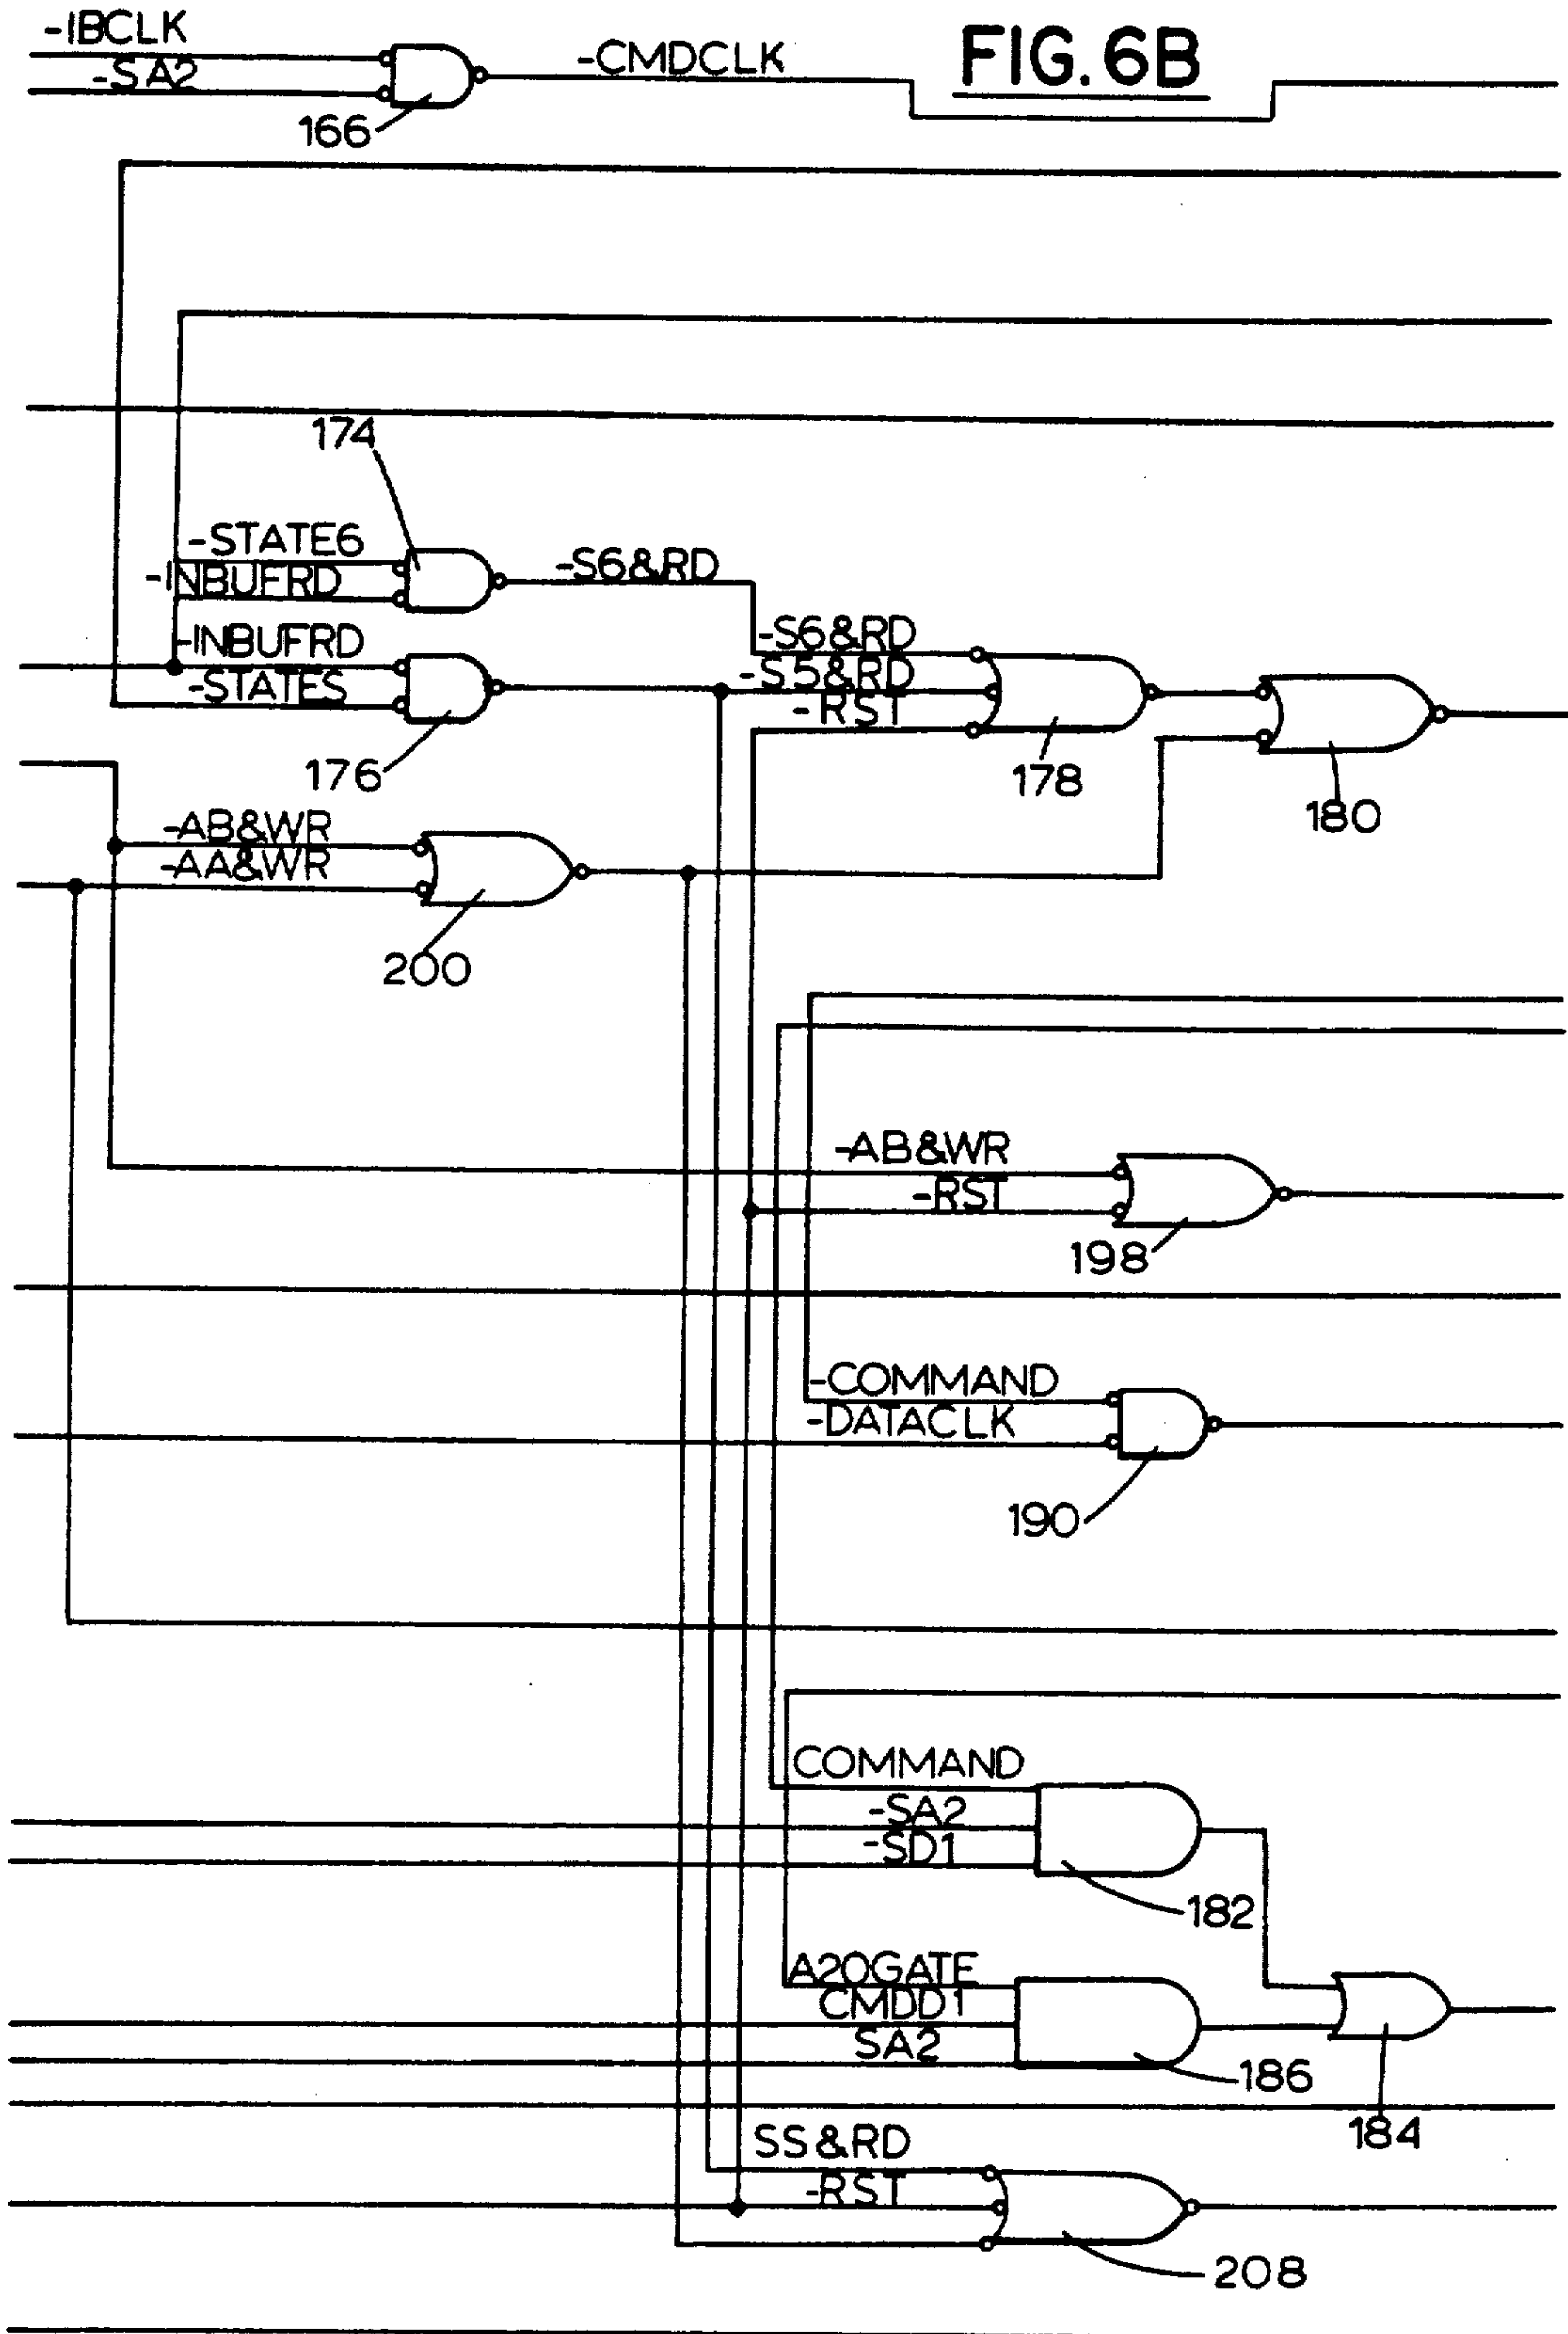 -IBCLK
-SA2
166
-CMDCLK
FIG. 6B
174
-STATE6
-INBUFRD
-S6&RD
-INBUFRD
-STATES
176
-S6&RD
-S5&RD
-RST
178
180
-AB&WR
-AA&WR
200
-AB&WR
-RST
198
-COMMAND
-DATACLK
190
COMMAND
-SA2
-SD1
182
A20GATE
CMDD1
SA2
186
184
SS&RD
-RST
208